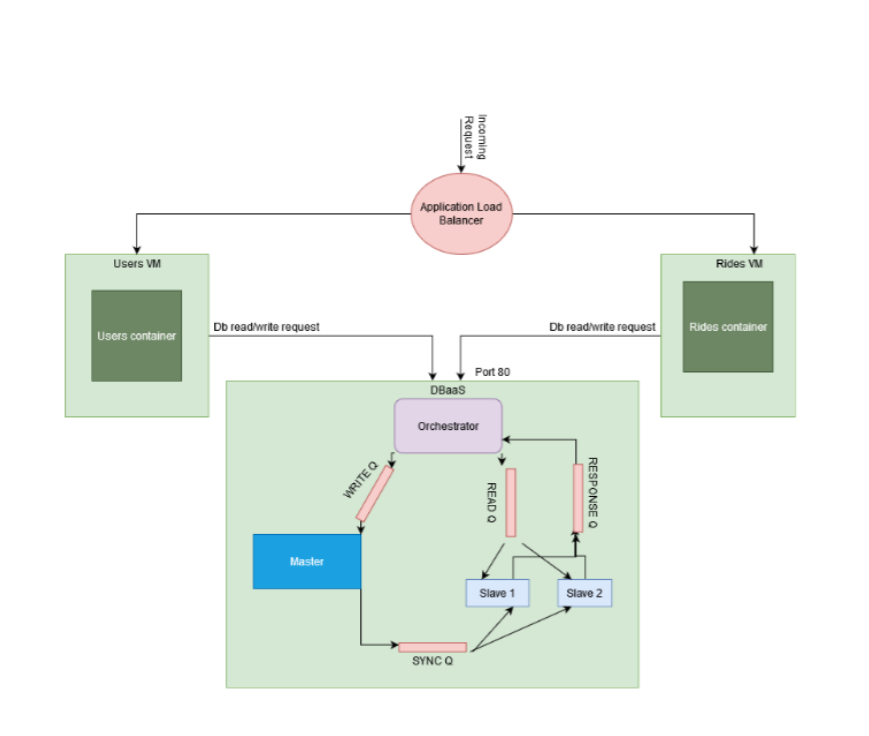 Incoming
Request
Application Load
Balancer
Users VM
Rides VM
Users container
Rides container
Db read/write request
Db read/write request
Port 80
DBaaS
Orchestrator
WRITE Q
READ Q
RESPONSE Q
Master
Slave 1
Slave 2
SYNC Q